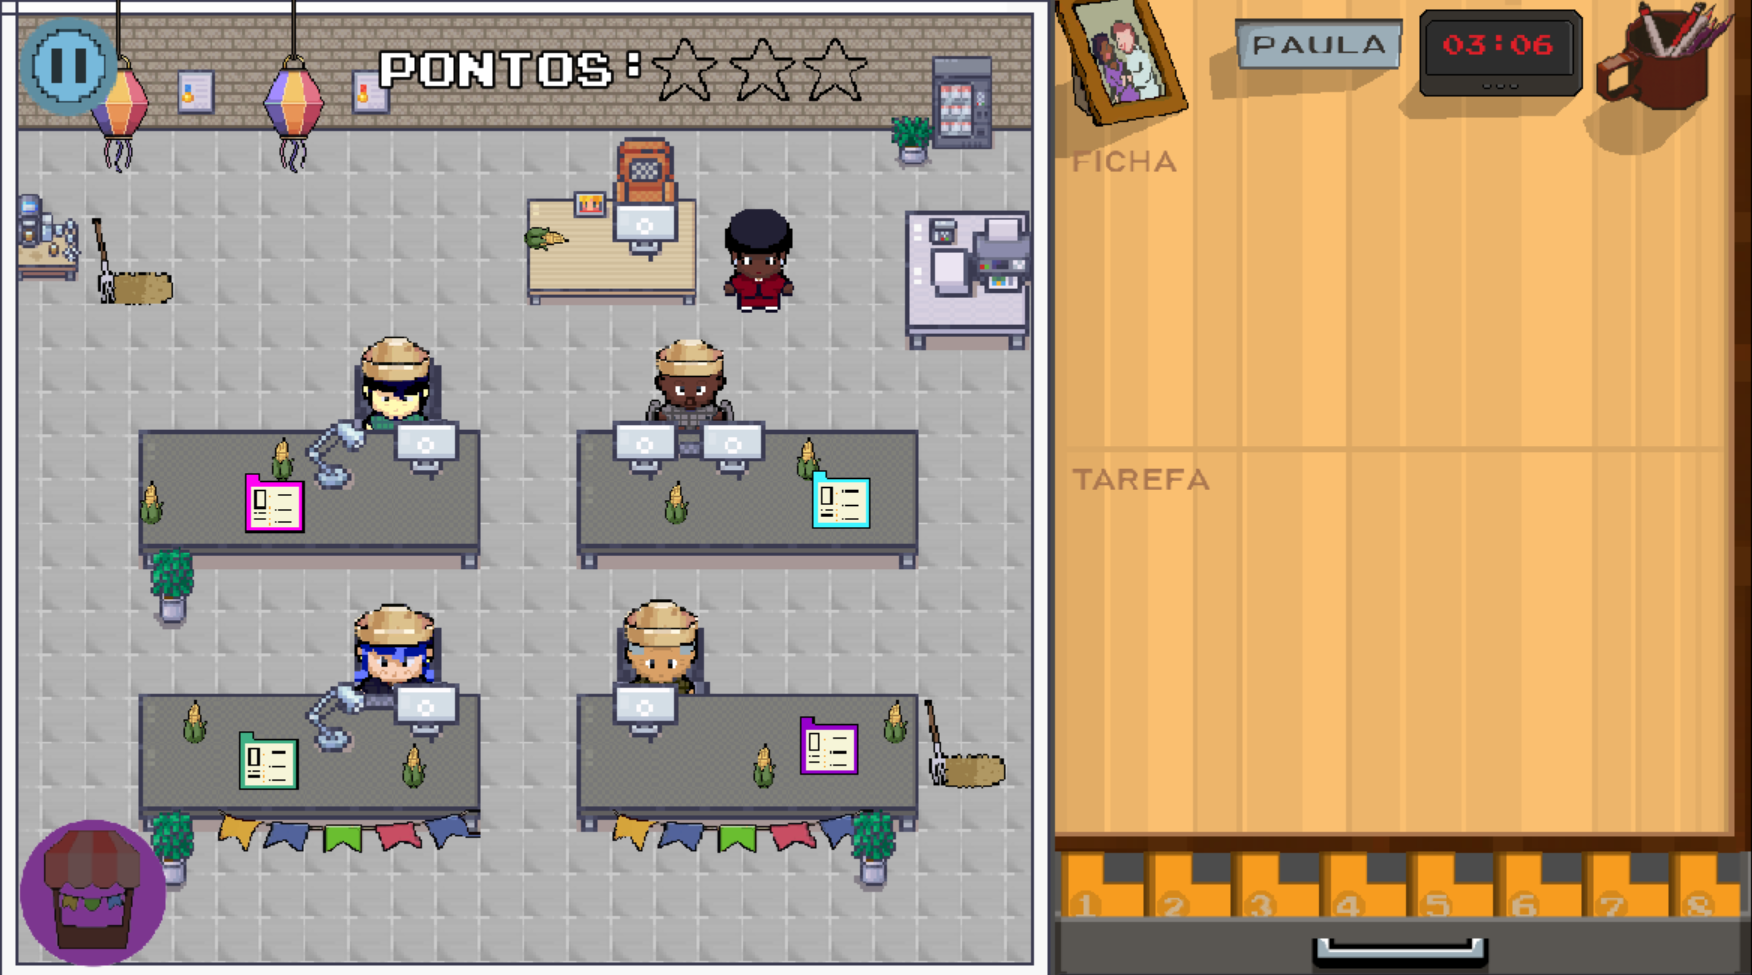 PONTOS:
PAULA
03:06
FICHA
TAREFA
1 2 3 4 5 6 7 8